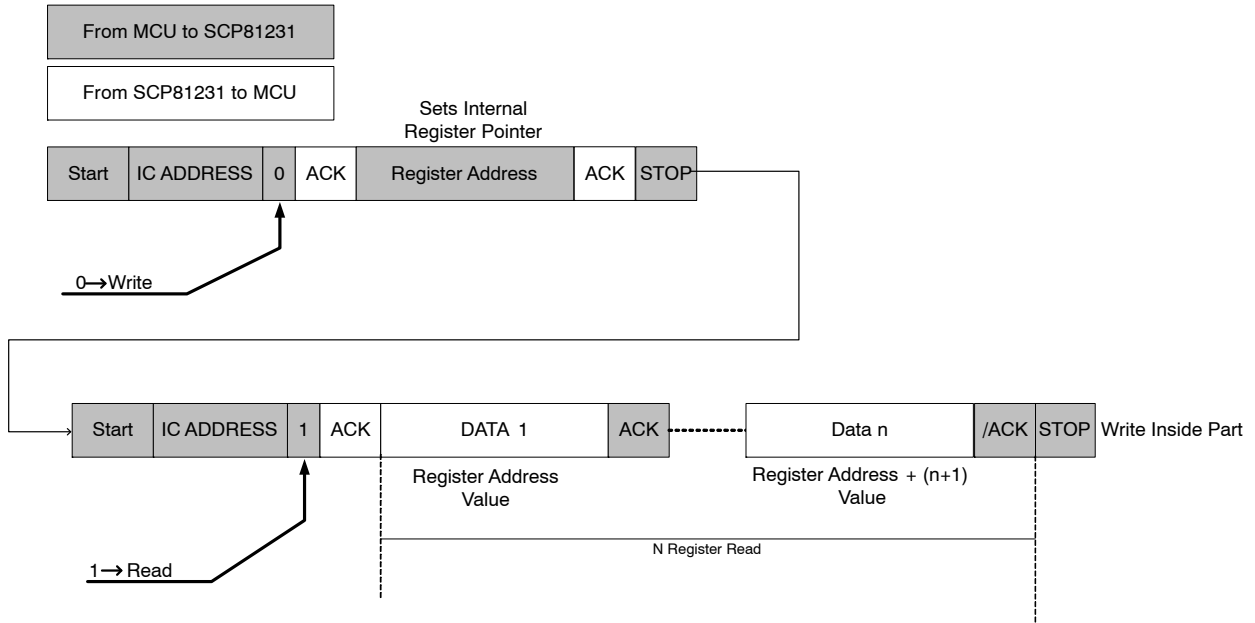 From MCU to SCP81231
From SCP81231 to MCU
Sets Internal
Register Pointer
Start IC ADDRESS 0 ACK Register Address ACK STOP
0→Write
Start IC ADDRESS 1 ACK DATA 1 ACK Data n /ACK STOP Write Inside Part
Register Address
Value
Register Address + (n+1)
Value
N Register Read
1→ Read